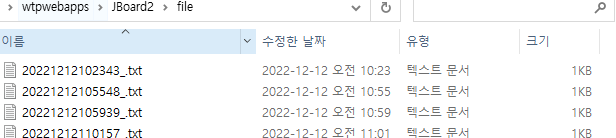 wtpwebapps > JBoard2 > file
이름 수정한 날짜 유형 크기
20221212102343_.txt 2022-12-12 오전 10:23 텍스트 문서 1KB
20221212105548_.txt 2022-12-12 오전 10:55 텍스트 문서 1KB
20221212105939_.txt 2022-12-12 오전 10:59 텍스트 문서 1KB
20221212110157_.txt 2022-12-12 오전 11:01 텍스트 문서 1KB